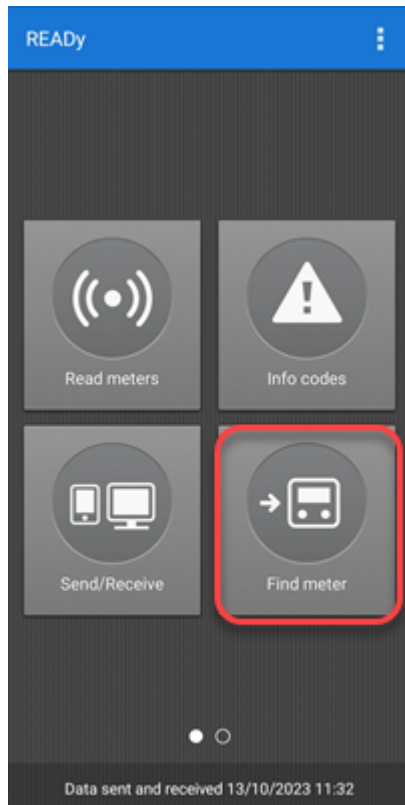 READy
Read meters
Info codes
Send/Receive
Find meter
Data sent and received 13/10/2023 11:32